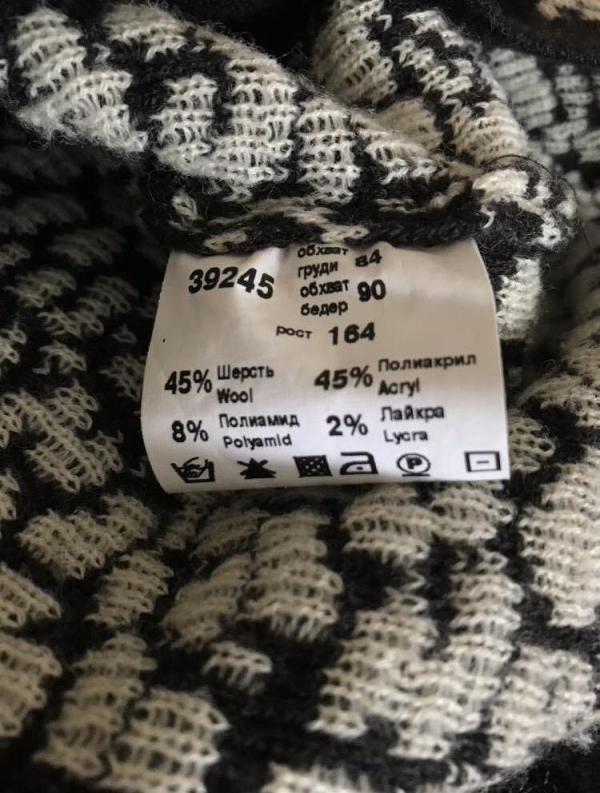 39245
обхват груди 84
обхват бедер 90
рост 164
45% Шерсть Wool
45% Полиакрил Acryl
8% Полиамид Polyamid
2% Лайкра Lycra
P